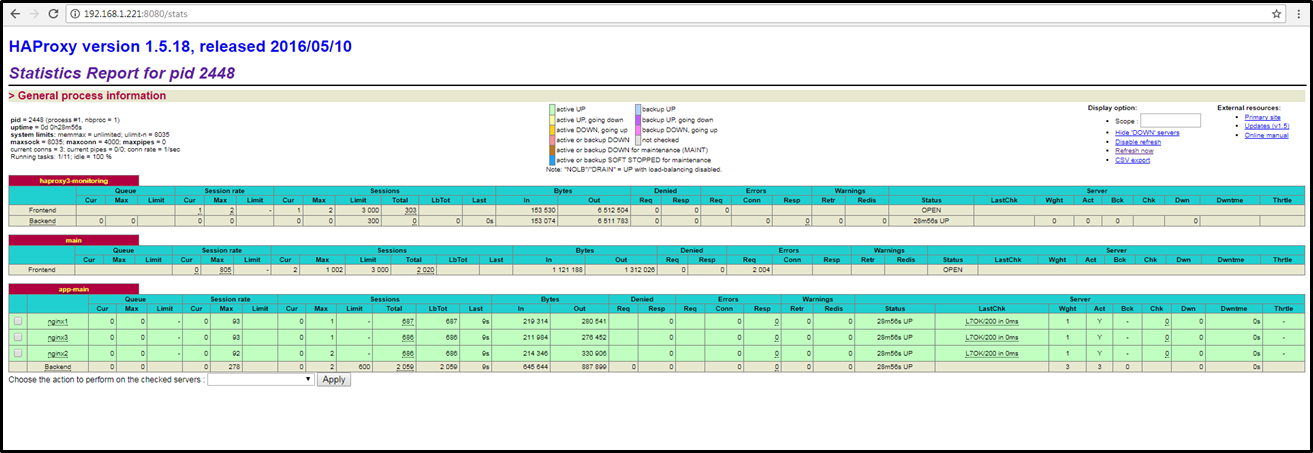 192.168.1.221:8080/stats
HAProxy version 1.5.18, released 2016/05/10
Statistics Report for pid 2448
> General process information
pid = 2448 (process #1, nbproc = 1)
uptime = 0d 0h28m56s
system limits: memmax = unlimited; ulimit-n = 8035
maxsock = 8035; maxconn = 4000; maxpipes = 0
current conns = 3; current pipes = 0/0; conn rate = 1/sec
Running tasks: 1/11; idle = 100 %
active UP backup UP
active UP, going down backup UP, going down
active DOWN, going up backup DOWN, going up
active or backup DOWN not checked
active or backup DOWN for maintenance (MAINT)
active or backup SOFT STOPPED for maintenance
Note: "NOLB"/"DRAIN" = UP with load-balancing disabled.
Display option:
Scope :
Hide 'DOWN' servers
Disable refresh
Refresh now
CSV export
External resources:
Primary site
Updates (v1.5)
Online manual
haproxy3-monitoring
Queue Session rate Sessions Bytes Denied Errors Warnings Server
Cur Max Limit Cur Max Limit Cur Max Limit Total LbTot Last In Out Req Resp Req Conn Resp Retr Redis Status LastChk Wght Act Bck Chk Dwn Dwntme Thrtle
Frontend 1 2 - 1 2 3 000 303 153 530 6 512 504 0 0 0 OPEN
Backend 0 0 0 0 0 0 300 0 0 0s 153 074 6 511 783 0 0 0 0 0 0 28m56s UP 0 0 0 0
main
Queue Session rate Sessions Bytes Denied Errors Warnings Server
Cur Max Limit Cur Max Limit Cur Max Limit Total LbTot Last In Out Req Resp Req Conn Resp Retr Redis Status LastChk Wght Act Bck Chk Dwn Dwntme Thrtle
Frontend 0 805 - 2 1 002 3 000 2 020 1 121 188 1 312 026 0 0 2 004 OPEN
app-main
Queue Session rate Sessions Bytes Denied Errors Warnings Server
Cur Max Limit Cur Max Limit Cur Max Limit Total LbTot Last In Out Req Resp Req Conn Resp Retr Redis Status LastChk Wght Act Bck Chk Dwn Dwntme Thrtle
nginx1 0 0 - 0 93 0 1 - 687 687 9s 219 314 280 541 0 0 0 0 0 28m56s UP L7OK/200 in 0ms 1 Y - 0 0 0s -
nginx3 0 0 - 0 93 0 1 - 686 686 9s 211 984 276 452 0 0 0 0 0 28m56s UP L7OK/200 in 0ms 1 Y - 0 0 0s -
nginx2 0 0 - 0 92 0 2 - 686 686 9s 214 346 330 906 0 0 0 0 0 28m56s UP L7OK/200 in 0ms 1 Y - 0 0 0s -
Backend 0 0 0 278 0 2 600 2 059 2 059 9s 645 644 887 899 0 0 0 0 0 0 28m56s UP 3 3 0 0 0s
Choose the action to perform on the checked servers : Apply